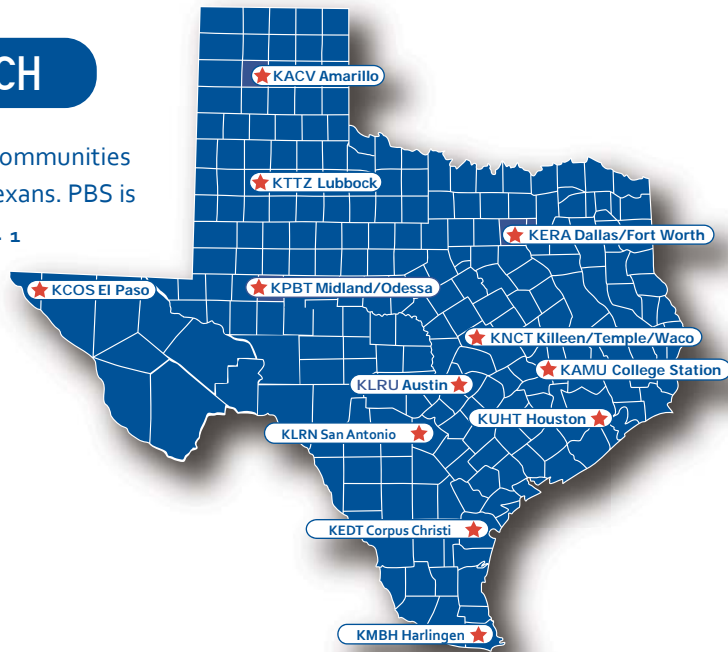 CH
ommunities
exans. PBS is
1
KACV Amarillo
KTTZ Lubbock
KERA Dallas/Fort Worth
KCOS El Paso
KPBT Midland/Odessa
KNCT Killeen/Temple/Waco
KAMU College Station
KLRU Austin
KUHT Houston
KLRN San Antonio
KEDT Corpus Christi
KMBH Harlingen